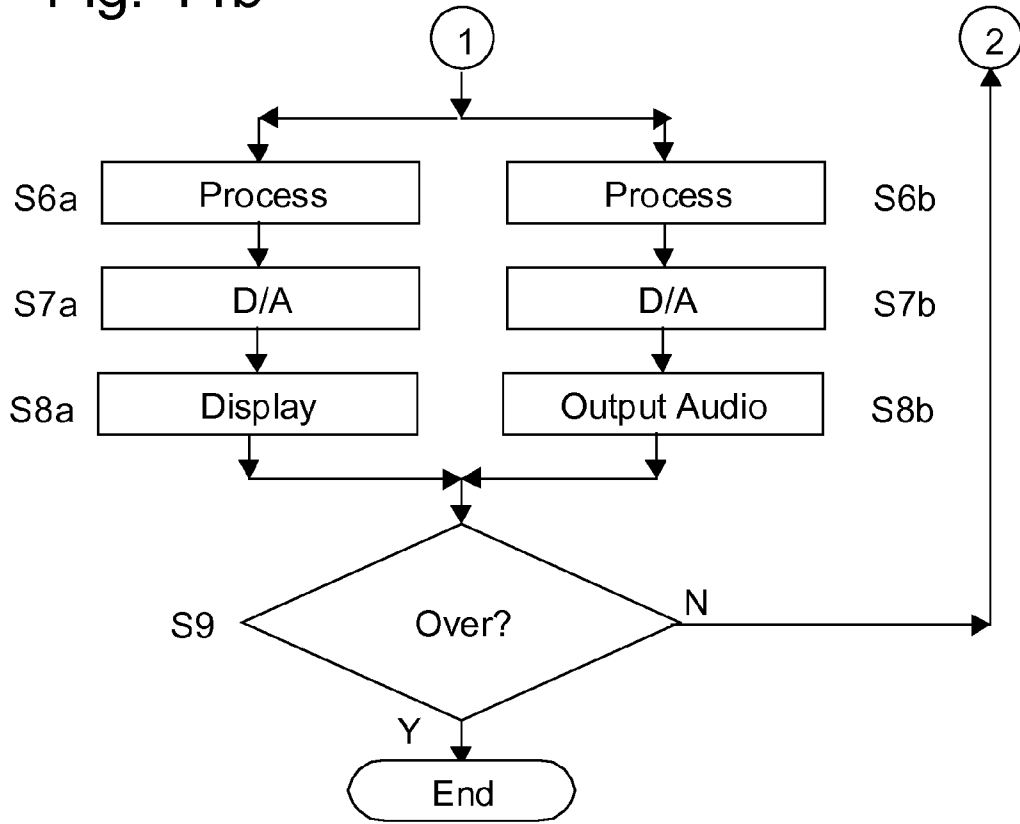 1
2
S6a
Process
Process
S6b
S7a
D/A
D/A
S7b
S8a
Display
Output Audio
S8b
S9
Over?
N
Y
End